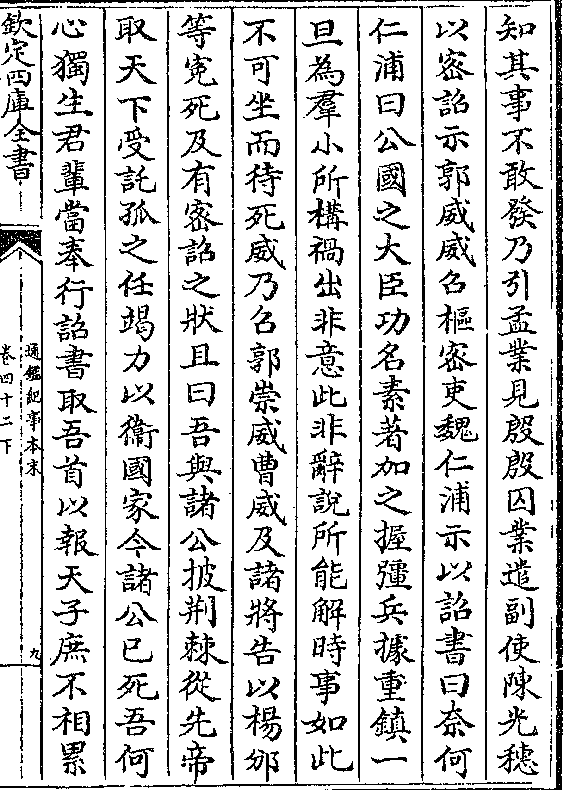 知其事不敢發乃引孟業見殷殷囚業遣副使陳光穗
以密詔示郭威威召樞密吏魏仁浦示以詔書曰奈何
仁浦曰公國之大臣功名素著加之握彊兵據重鎮一
旦為羣小所構禍出非意此非辭說所能解時事如此
不可坐而待死威乃召郭崇威曹威及諸將告以楊邠
等寃死及有密詔之狀且曰吾與諸公披荆棘從先帝
取天下受託孤之任竭力以衞國家今諸公已死吾何
心獨生君輩當奉行詔書取吾首以報天子庶不相累
欽定四庫全書
通鑑紀事本末
卷四十二下
九